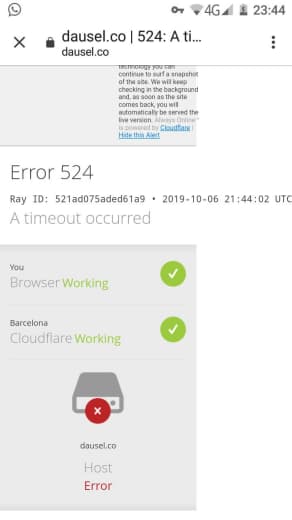 4G 23:44
dausel.co | 524: A ti...
dausel.co
technology you can
continue to surf a snapshot
of the site. We will keep
checking in the background
and, as soon as the site
comes back, you will
automatically be served the
live version. Always Online™
is powered by Cloudflare |
Hide this Alert
Error 524
Ray ID: 521ad075aded61a9 • 2019-10-06 21:44:02 UTC
A timeout occurred
You
Browser Working
Barcelona
Cloudflare Working
dausel.co
Host
Error